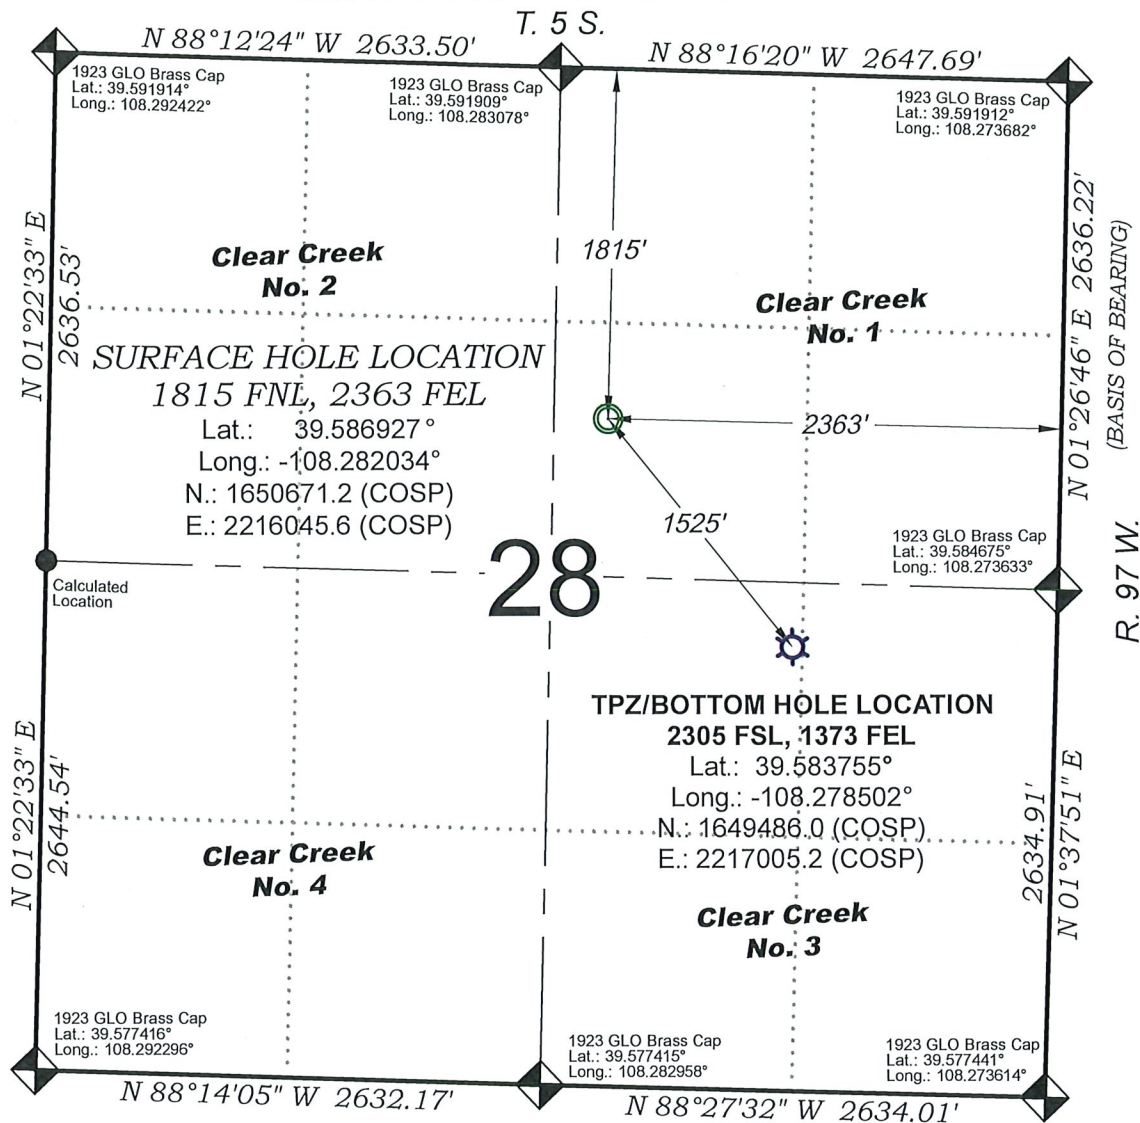 T. 5 S.
N 88°12'24" W 2633.50'
N 88°16'20" W 2647.69'
1923 GLO Brass Cap
Lat.: 39.591914°
Long.: 108.292422°
1923 GLO Brass Cap
Lat.: 39.591909°
Long.: 108.283078°
1923 GLO Brass Cap
Lat.: 39.591912°
Long.: 108.273682°
N 01°22'33" E
2636.53'
Clear Creek
No. 2
1815'
Clear Creek
No. 1
N 01°26'46" E 2636.22'
(BASIS OF BEARING)
SURFACE HOLE LOCATION
1815 FNL, 2363 FEL
Lat.: 39.586927°
Long.: -108.282034°
N.: 1650671.2 (COSP)
E.: 2216045.6 (COSP)
2363'
1525'
1923 GLO Brass Cap
Lat.: 39.584675°
Long.: 108.273633°
R. 97 W.
Calculated
Location
28
TPZ/BOTTOM HOLE LOCATION
2305 FSL, 1373 FEL
Lat.: 39.583755°
Long.: -108.278502°
N.: 1649486.0 (COSP)
E.: 2217005.2 (COSP)
N 01°22'33" E
2644.54'
Clear Creek
No. 4
Clear Creek
No. 3
2634.91'
N 01°37'51" E
1923 GLO Brass Cap
Lat.: 39.577416°
Long.: 108.292296°
1923 GLO Brass Cap
Lat.: 39.577415°
Long.: 108.282958°
1923 GLO Brass Cap
Lat.: 39.577441°
Long.: 108.273614°
N 88°14'05" W 2632.17'
N 88°27'32" W 2634.01'